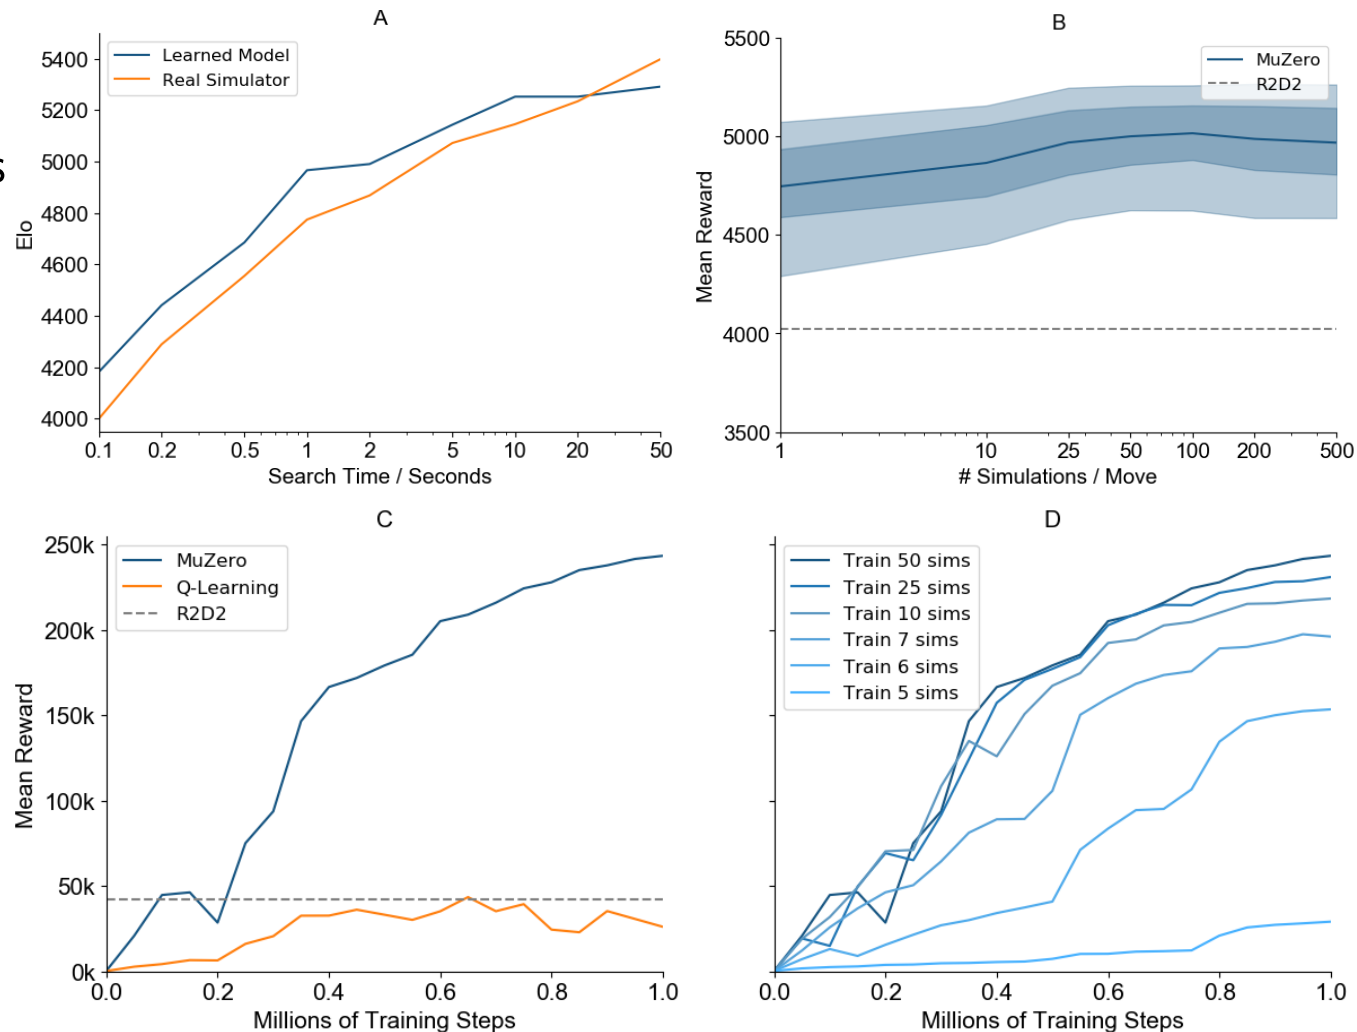 A
5400
5200
5000
4800
4600
4400
4200
4000
Elo
Learned Model
Real Simulator
0.1 0.2 0.5 1 2 5 10 20 50
Search Time / Seconds
s
B
5500
5000
4500
4000
3500
Mean Reward
MuZero
R2D2
1 10 25 50 100 200 500
# Simulations / Move
C
250k
200k
150k
100k
50k
0k
Mean Reward
MuZero
Q-Learning
R2D2
0.0 0.2 0.4 0.6 0.8 1.0
Millions of Training Steps
D
Train 50 sims
Train 25 sims
Train 10 sims
Train 7 sims
Train 6 sims
Train 5 sims
0.0 0.2 0.4 0.6 0.8 1.0
Millions of Training Steps